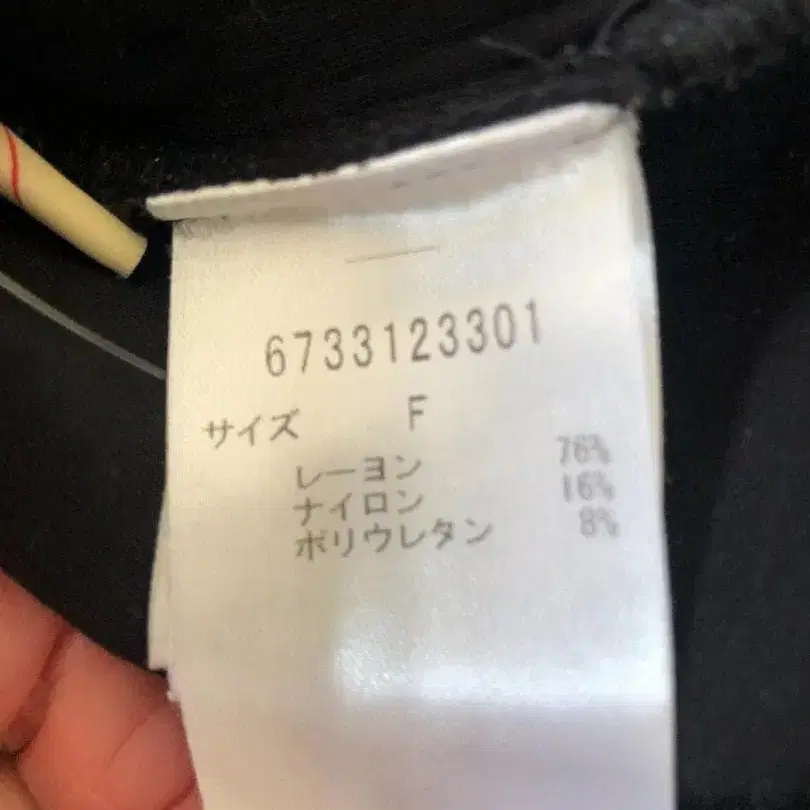 6733123301
サイズ F
レーヨン 76%
ナイロン 16%
ポリウレタン 8%